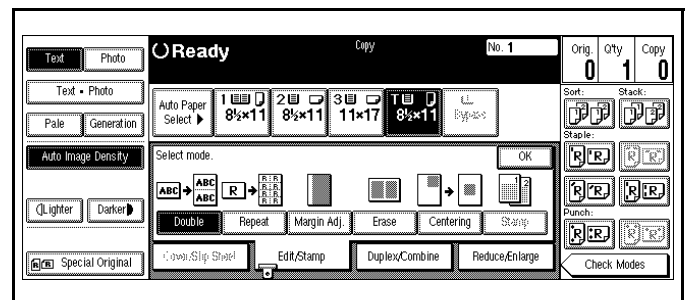 Text Photo
Text • Photo
Pale Generation
Auto Image Density
Lighter Darker
Special Original
Ready Copy No. 1
Auto Paper Select ▶
1 8½×11
2 8½×11
3 11×17
T 8½×11
Bypass
Select mode. OK
ABC ABC ABC R R R R R R R R R 1 2
Double Repeat Margin Adj. Erase Centering Stamp
Cover/Slip Sheet Edit/Stamp Duplex/Combine Reduce/Enlarge
Orig. Q'ty Copy
0 1 0
Sort: Stack:
Staple:
Punch:
Check Modes